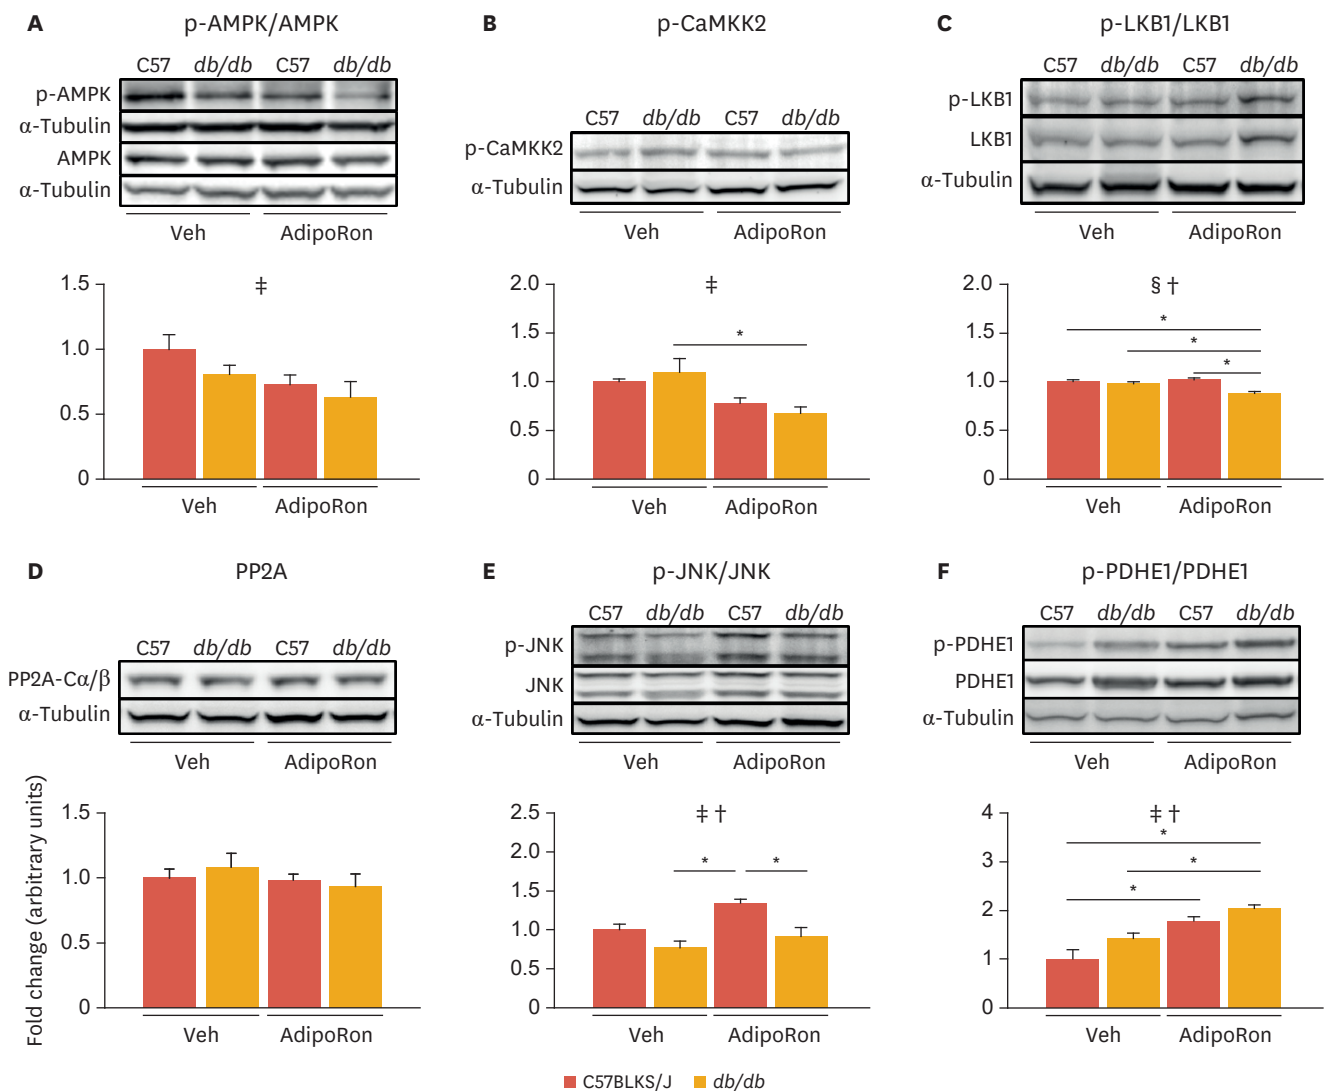 A p-AMPK/AMPK
C57 db/db C57 db/db
p-AMPK
α-Tubulin
AMPK
α-Tubulin
Veh AdipoRon
1.5
1.0
0.5
0
‡
Veh AdipoRon
B p-CaMKK2
C57 db/db C57 db/db
p-CaMKK2
α-Tubulin
Veh AdipoRon
2.0
1.5
1.0
0.5
0
‡
*
Veh AdipoRon
C p-LKB1/LKB1
C57 db/db C57 db/db
p-LKB1
LKB1
α-Tubulin
Veh AdipoRon
2.0
1.5
1.0
0.5
0
§ †
*
*
*
Veh AdipoRon
D PP2A
C57 db/db C57 db/db
PP2A-Cα/β
α-Tubulin
Veh AdipoRon
Fold change (arbitrary units)
1.5
1.0
0.5
0
Veh AdipoRon
E p-JNK/JNK
C57 db/db C57 db/db
p-JNK
JNK
α-Tubulin
Veh AdipoRon
2.5
2.0
1.5
1.0
0.5
0
‡ †
* *
Veh AdipoRon
F p-PDHE1/PDHE1
C57 db/db C57 db/db
p-PDHE1
PDHE1
α-Tubulin
Veh AdipoRon
4
3
2
1
0
‡ †
*
*
*
Veh AdipoRon
C57BLKS/J db/db